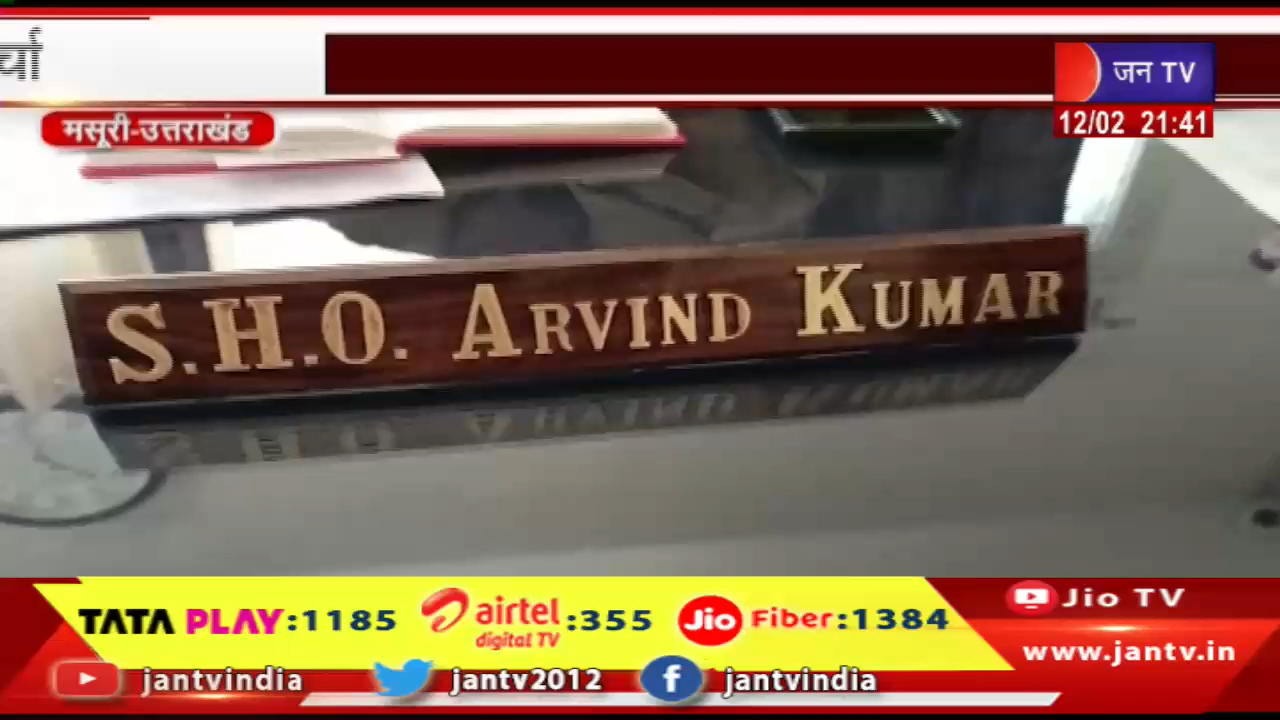 र्चा
जन TV
12/02 21:41
मसूरी-उत्तराखंड
S.H.O. ARVIND KUMAR
TATA PLAY:1185 airtel digital TV:355 Jio Fiber:1384
Jio TV
www.jantv.in
jantvindia jantv2012 jantvindia